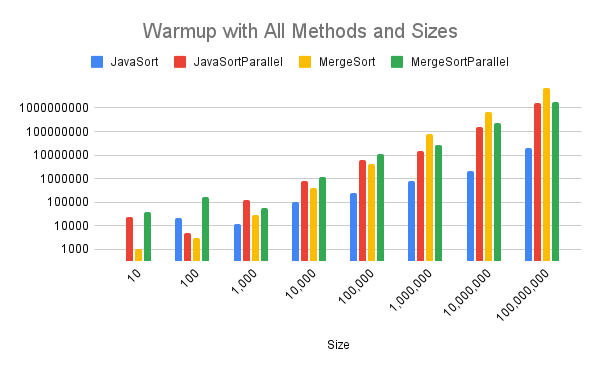 Warmup with All Methods and Sizes
JavaSort JavaSortParallel MergeSort MergeSortParallel
1000000000
100000000
10000000
1000000
100000
10000
1000
10 100 1,000 10,000 100,000 1,000,000 10,000,000 100,000,000
Size